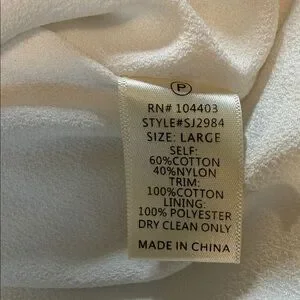 P
RN# 104403
STYLE#SJ2984
SIZE: LARGE
SELF:
60%COTTON
40%NYLON
TRIM:
100%COTTON
LINING:
100% POLYESTER
DRY CLEAN ONLY
MADE IN CHINA